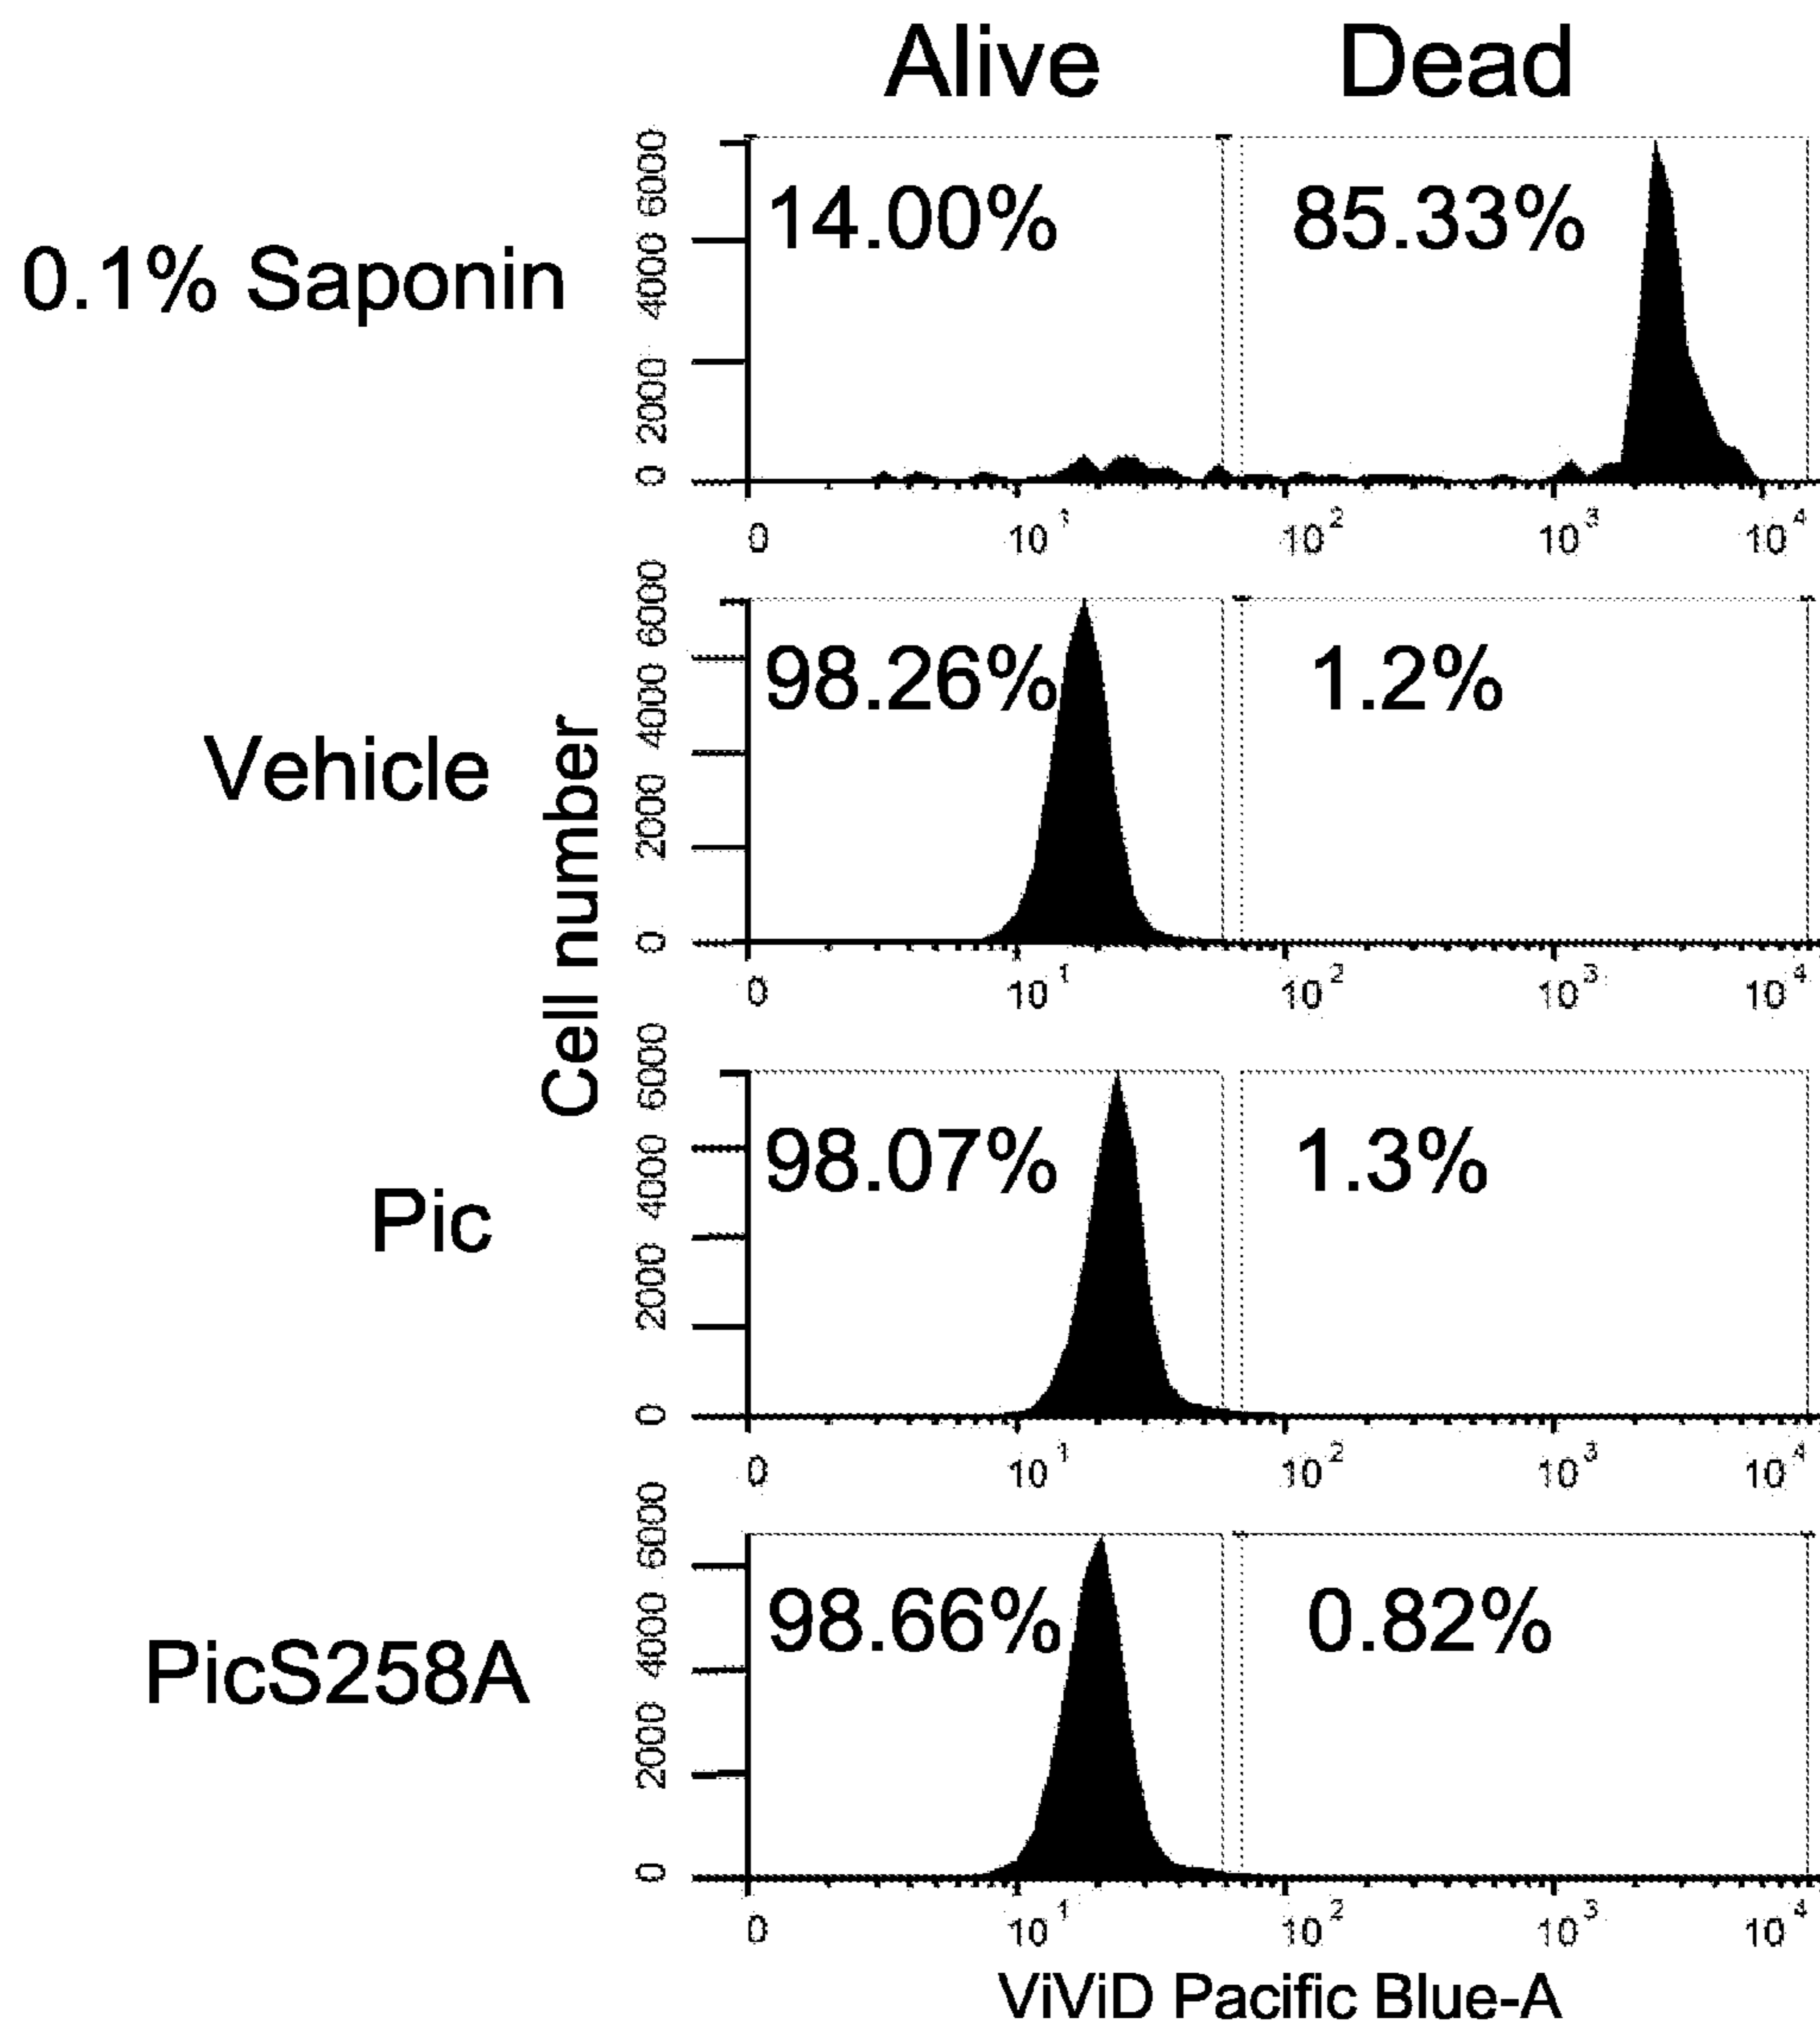 Alive Dead
0.1% Saponin
0 2000 4000 6000
14.00% 85.33%
0 10¹ 10² 10³ 10⁴
Vehicle
0 2000 4000 6000
98.26% 1.2%
0 10¹ 10² 10³ 10⁴
Cell number
Pic
0 2000 4000 6000
98.07% 1.3%
0 10¹ 10² 10³ 10⁴
PicS258A
0 2000 4000 6000
98.66% 0.82%
0 10¹ 10² 10³ 10⁴
ViViD Pacific Blue-A